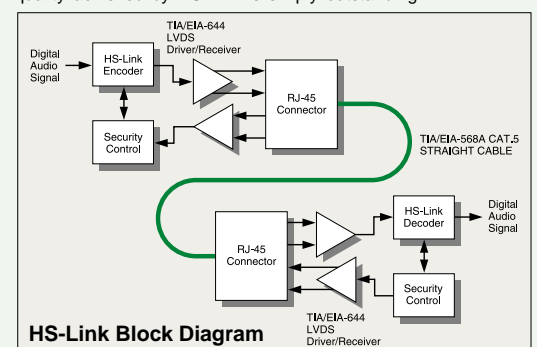 TIA/EIA-644
LVDS
Driver/Receiver
Digital
Audio
Signal
HS-Link
Encoder
Security
Control
RJ-45
Connector
TIA/EIA-568A CAT.5
STRAIGHT CABLE
RJ-45
Connector
HS-Link
Decoder
Digital
Audio
Signal
Security
Control
TIA/EIA-644
LVDS
Driver/Receiver
HS-Link Block Diagram